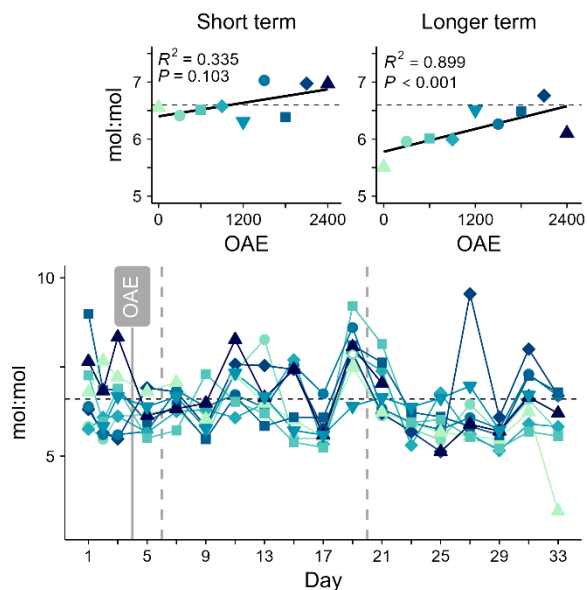 Short term
Longer term
R² = 0.335
P = 0.103
R² = 0.899
P < 0.001
mol:mol
7
6
5
7
6
5
0 1200 2400
0 1200 2400
OAE
OAE
mol:mol
10
5
OAE
1 5 9 13 17 21 25 29 33
Day